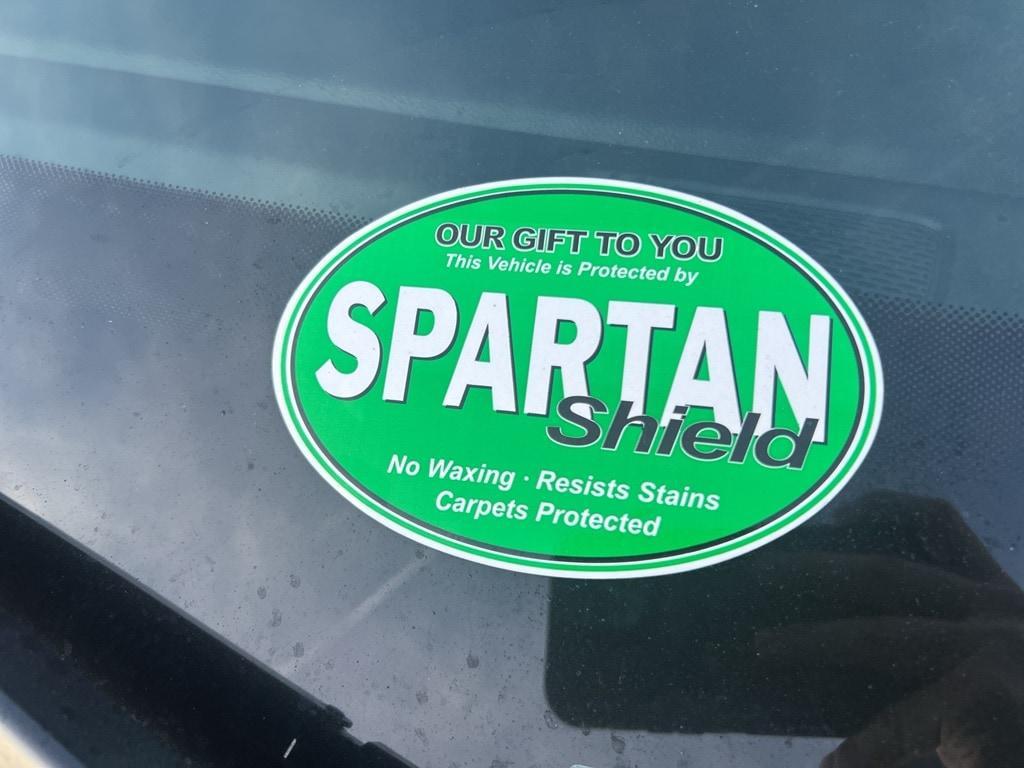 OUR GIFT TO YOU
This Vehicle is Protected by
SPARTAN
Shield
No Waxing · Resists Stains
Carpets Protected